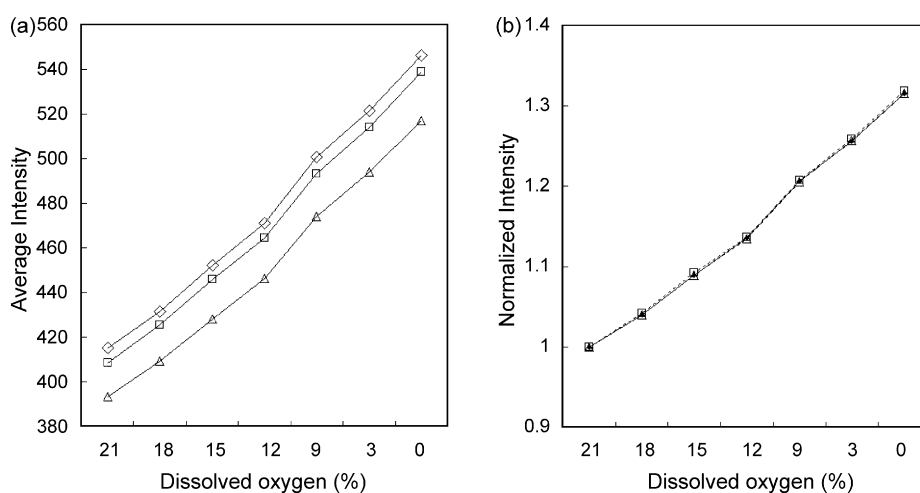 (a)
560
540
520
500
480
460
440
420
400
380
Average Intensity
21 18 15 12 9 3 0
Dissolved oxygen (%)
(b)
1.4
1.3
1.2
1.1
1
0.9
Normalized Intensity
21 18 15 12 9 3 0
Dissolved oxygen (%)